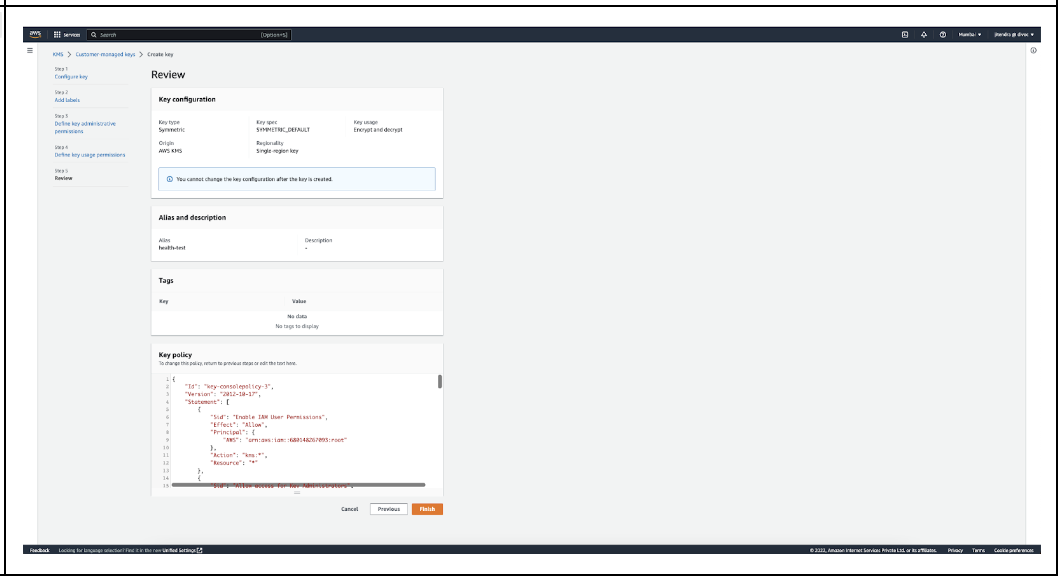 aws Services Search [Option+S] Mumbai
KMS > Customer-managed keys > Create key
Step 1
Configure key
Step 2
Add labels
Step 3
Define key administrative
permissions
Step 4
Define key usage permissions
Step 5
Review
Review
Key configuration
Key type Key spec Key usage
Symmetric SYMMETRIC_DEFAULT Encrypt and decrypt
Origin Regionality
AWS KMS Single-region key
You cannot change the key configuration after the key is created.
Alias and description
Alias Description
health-test -
Tags
Key Value
No data
No tags to display
Key policy
To change this policy, return to previous steps or edit the text here.
1 {
2 "Id": "key-consolepolicy-3",
3 "Version": "2012-10-17",
4 "Statement": [
5 {
6 "Sid": "Enable IAM User Permissions",
7 "Effect": "Allow",
8 "Principal": {
9 "AWS": "arn:aws:iam::680148267093:root"
10 },
11 "Action": "kms:*",
12 "Resource": "*"
13 },
14 {
15 "Sid": "Allow access for Key Administrators",
Cancel Previous Finish
Feedback Looking for language selection? Find it in the new Unified Settings © 2022, Amazon Internet Services Private Ltd. or its affiliates. Privacy Terms Cookie preferences